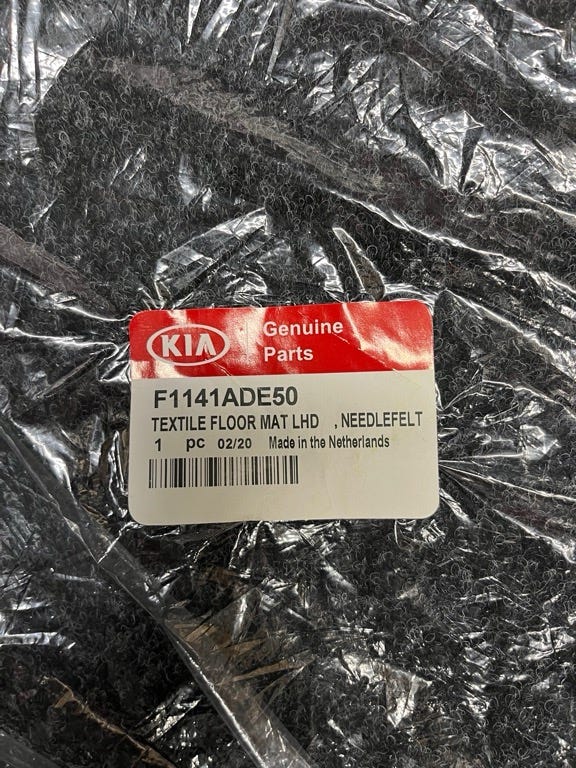 KIA
Genuine
Parts
F1141ADE50
TEXTILE FLOOR MAT LHD , NEEDLEFELT
1 pc 02/20 Made in the Netherlands